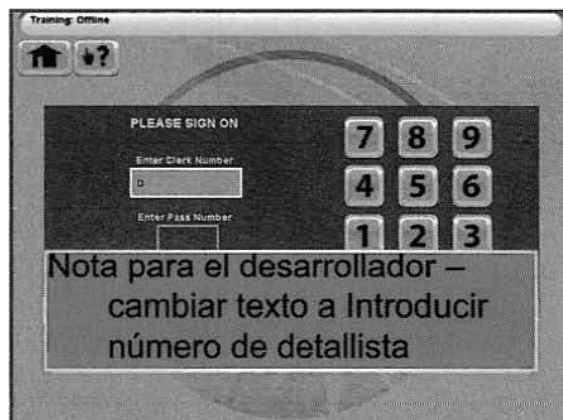 Training: Offline
?
PLEASE SIGN ON
7 8 9
Enter Clerk Number
0
4 5 6
Enter Pass Number
1 2 3
Nota para el desarrollador –
cambiar texto a Introducir
número de detallista